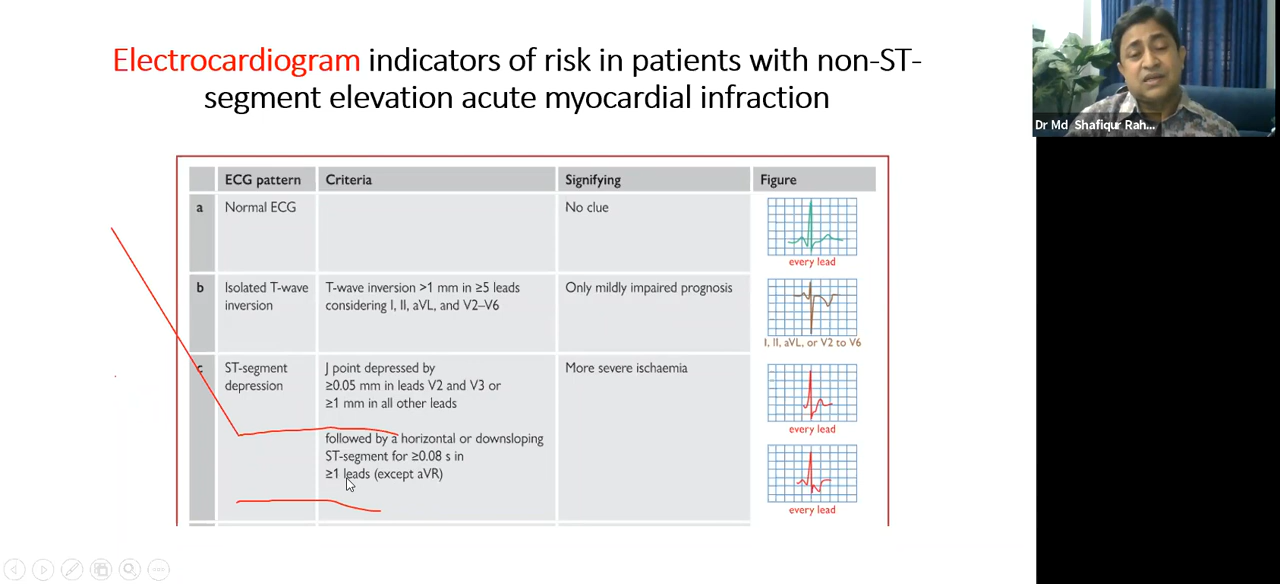 Electrocardiogram indicators of risk in patients with non-ST-
segment elevation acute myocardial infraction
Dr Md Shafiqur Rah...
ECG pattern Criteria Signifying Figure
a Normal ECG No clue
every lead
b Isolated T-wave T-wave inversion >1 mm in ≥5 leads Only mildly impaired prognosis
inversion considering I, II, aVL, and V2–V6
I, II, aVL, or V2 to V6
c ST-segment J point depressed by More severe ischaemia
depression ≥0.05 mm in leads V2 and V3 or
≥1 mm in all other leads
every lead
followed by a horizontal or downsloping
ST-segment for ≥0.08 s in
≥1 leads (except aVR)
every lead